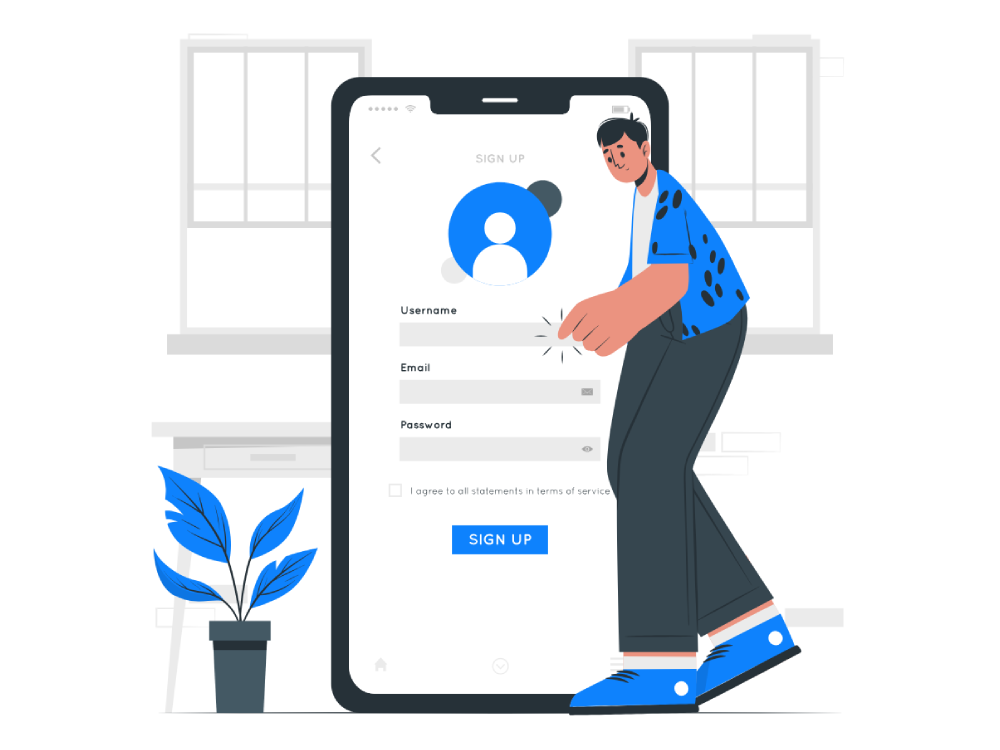 SIGN UP
Username
Email
Password
I agree to all statements in terms of service
SIGN UP